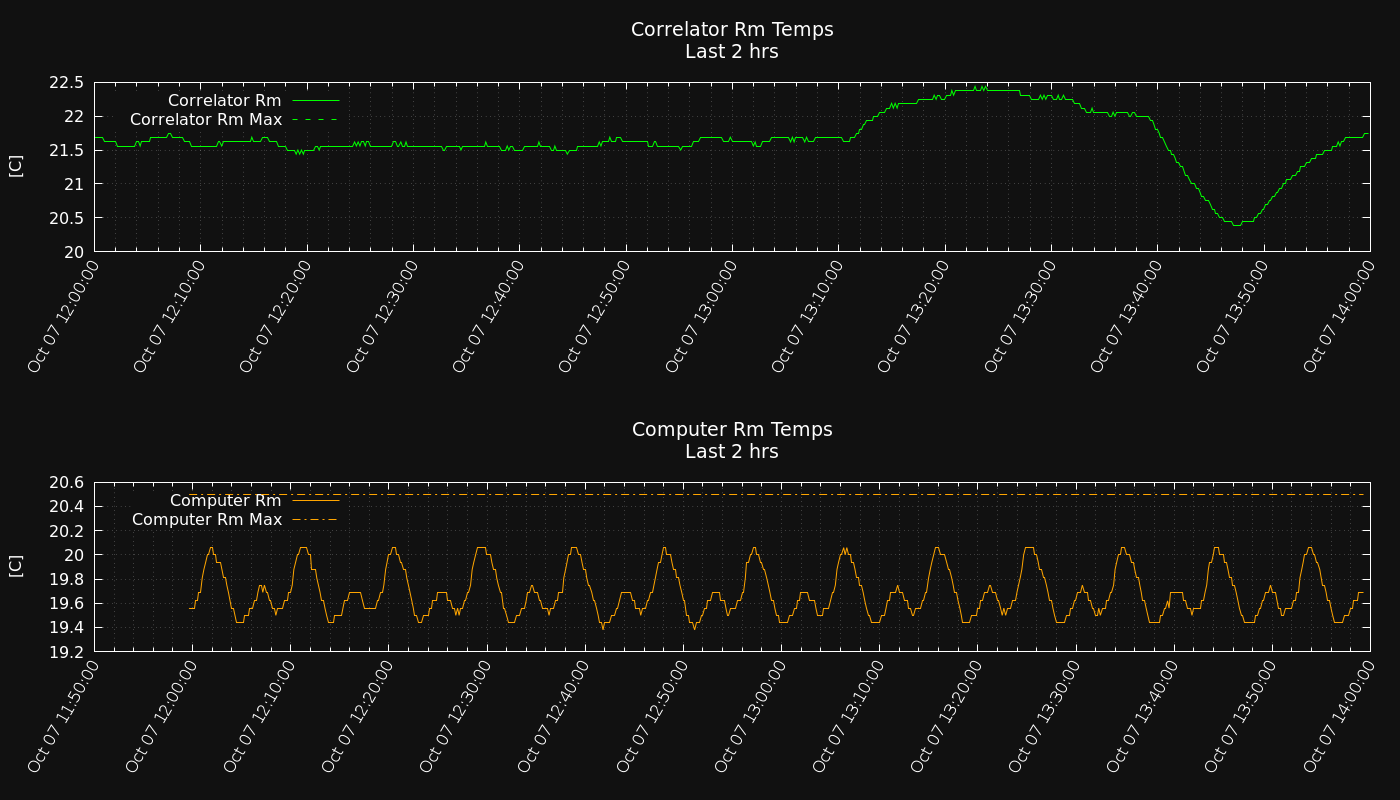 Correlator Rm Temps
Last 2 hrs
22.5
22
21.5
21
20.5
20
[C]
Correlator Rm
Correlator Rm Max
Oct 07 12:00:00
Oct 07 12:10:00
Oct 07 12:20:00
Oct 07 12:30:00
Oct 07 12:40:00
Oct 07 12:50:00
Oct 07 13:00:00
Oct 07 13:10:00
Oct 07 13:20:00
Oct 07 13:30:00
Oct 07 13:40:00
Oct 07 13:50:00
Oct 07 14:00:00
Computer Rm Temps
Last 2 hrs
20.6
20.4
20.2
20
19.8
19.6
19.4
19.2
[C]
Computer Rm
Computer Rm Max
Oct 07 11:50:00
Oct 07 12:00:00
Oct 07 12:10:00
Oct 07 12:20:00
Oct 07 12:30:00
Oct 07 12:40:00
Oct 07 12:50:00
Oct 07 13:00:00
Oct 07 13:10:00
Oct 07 13:20:00
Oct 07 13:30:00
Oct 07 13:40:00
Oct 07 13:50:00
Oct 07 14:00:00